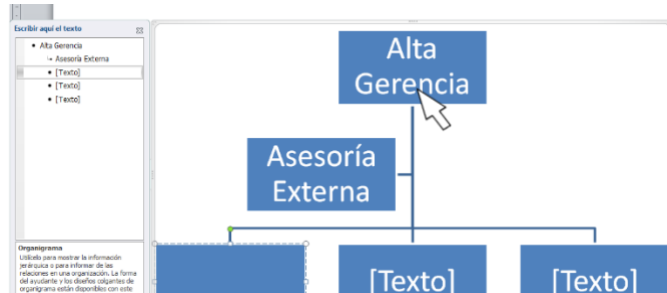 Escribir aquí el texto
Alta Gerencia
Asesoría Externa
[Texto]
[Texto]
[Texto]
Organigrama
Utilícelo para mostrar la información
jerárquica o para informar de las
relaciones en una organización. La forma
del ayudante y los diseños colgantes de
organigrama están disponibles con este
Alta
Gerencia
Asesoría
Externa
[Texto]
[Texto]